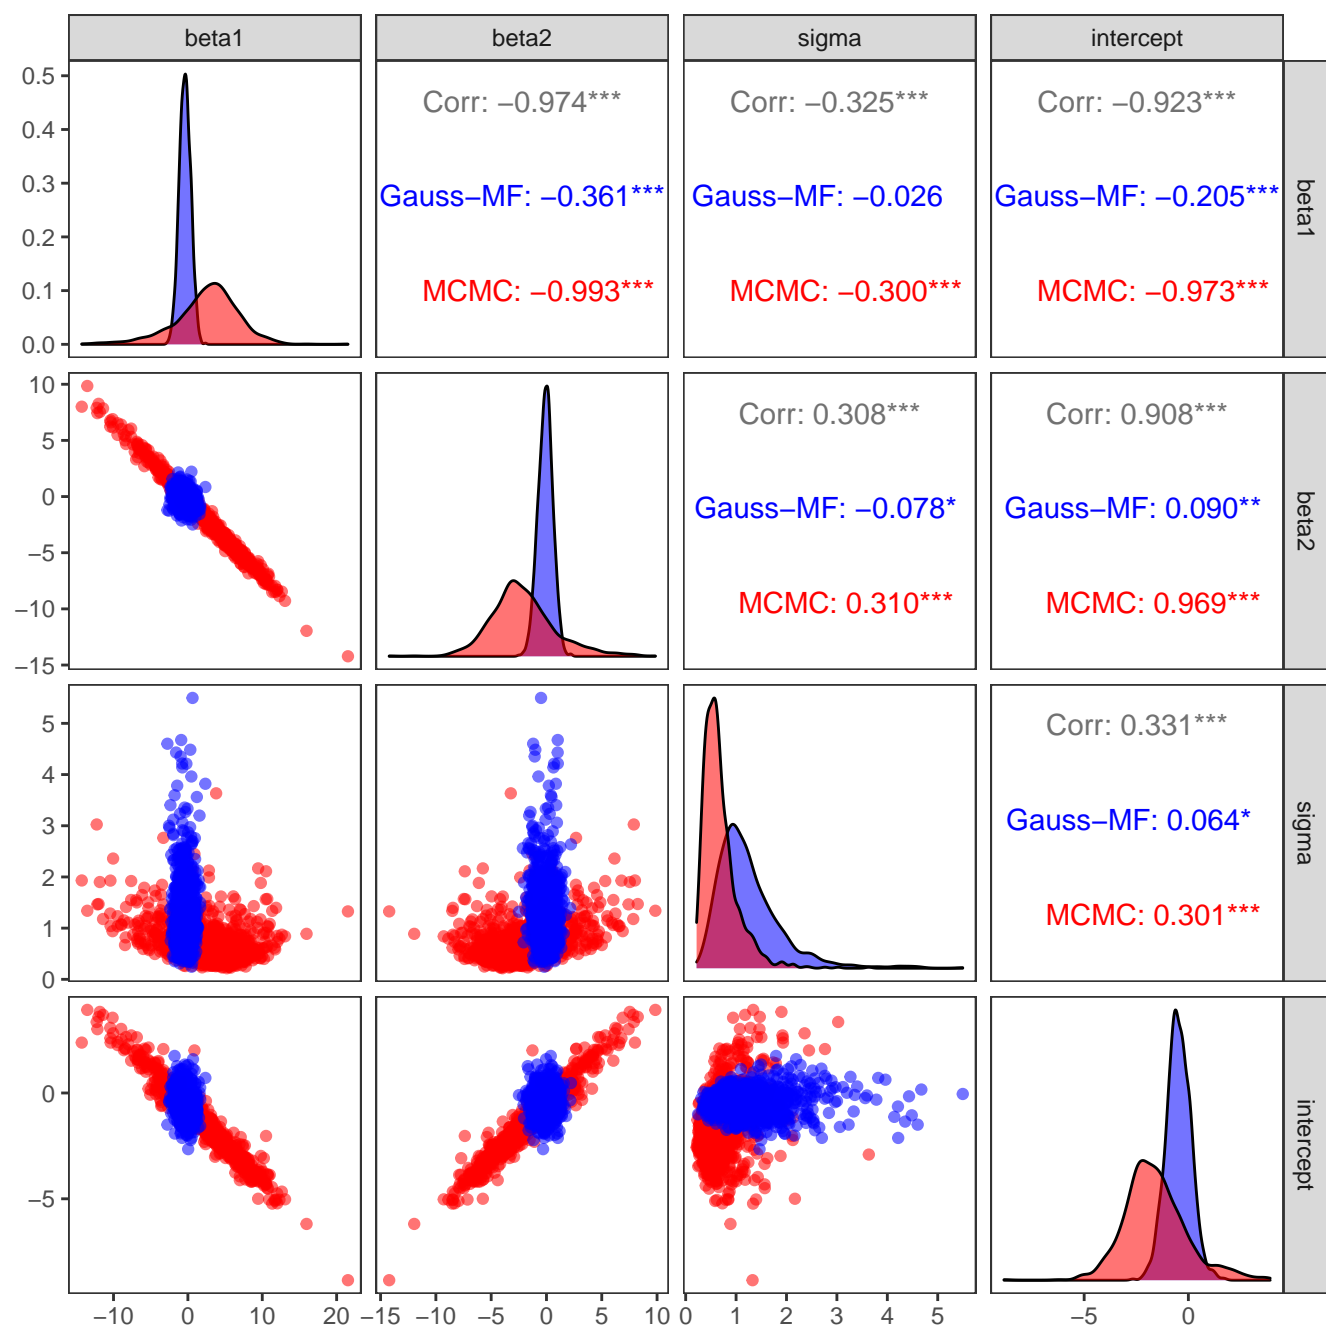 beta1 beta2 sigma intercept
0.5
0.4
0.3
0.2
0.1
0.0
Corr: −0.974*** Corr: −0.325*** Corr: −0.923***
Gauss−MF: −0.361*** Gauss−MF: −0.026 Gauss−MF: −0.205***
MCMC: −0.993*** MCMC: −0.300*** MCMC: −0.973***
beta1
10
5
0
−5
−10
−15
Corr: 0.308*** Corr: 0.908***
Gauss−MF: −0.078* Gauss−MF: 0.090**
MCMC: 0.310*** MCMC: 0.969***
beta2
5
4
3
2
1
0
Corr: 0.331***
Gauss−MF: 0.064*
MCMC: 0.301***
sigma
0
−5
intercept
−10 0 10 20 −15 −10 −5 0 5 10 0 1 2 3 4 5 −5 0